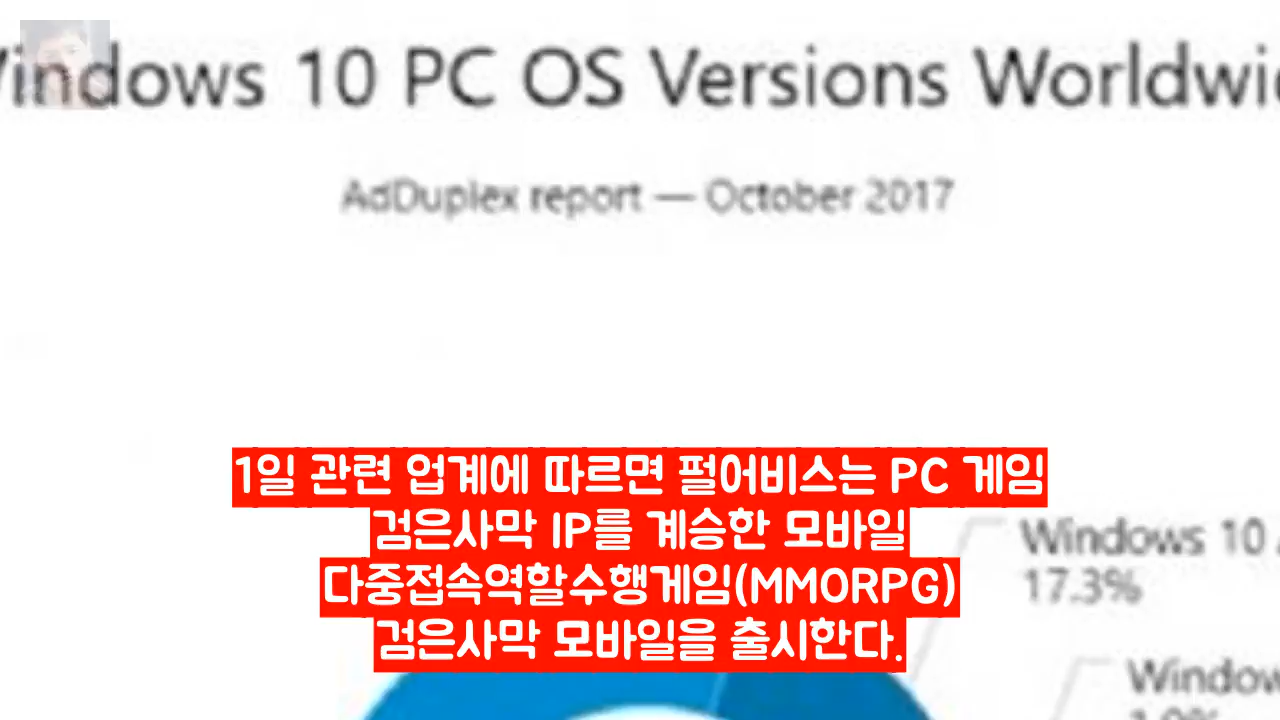 Windows 10 PC OS Versions Worldwide
AdDuplex report — October 2017
1일 관련 업계에 따르면 펄어비스는 PC 게임
검은사막 IP를 계승한 모바일
다중접속역할수행게임(MMORPG)
검은사막 모바일을 출시한다.
Windows 10
17.3%
Window